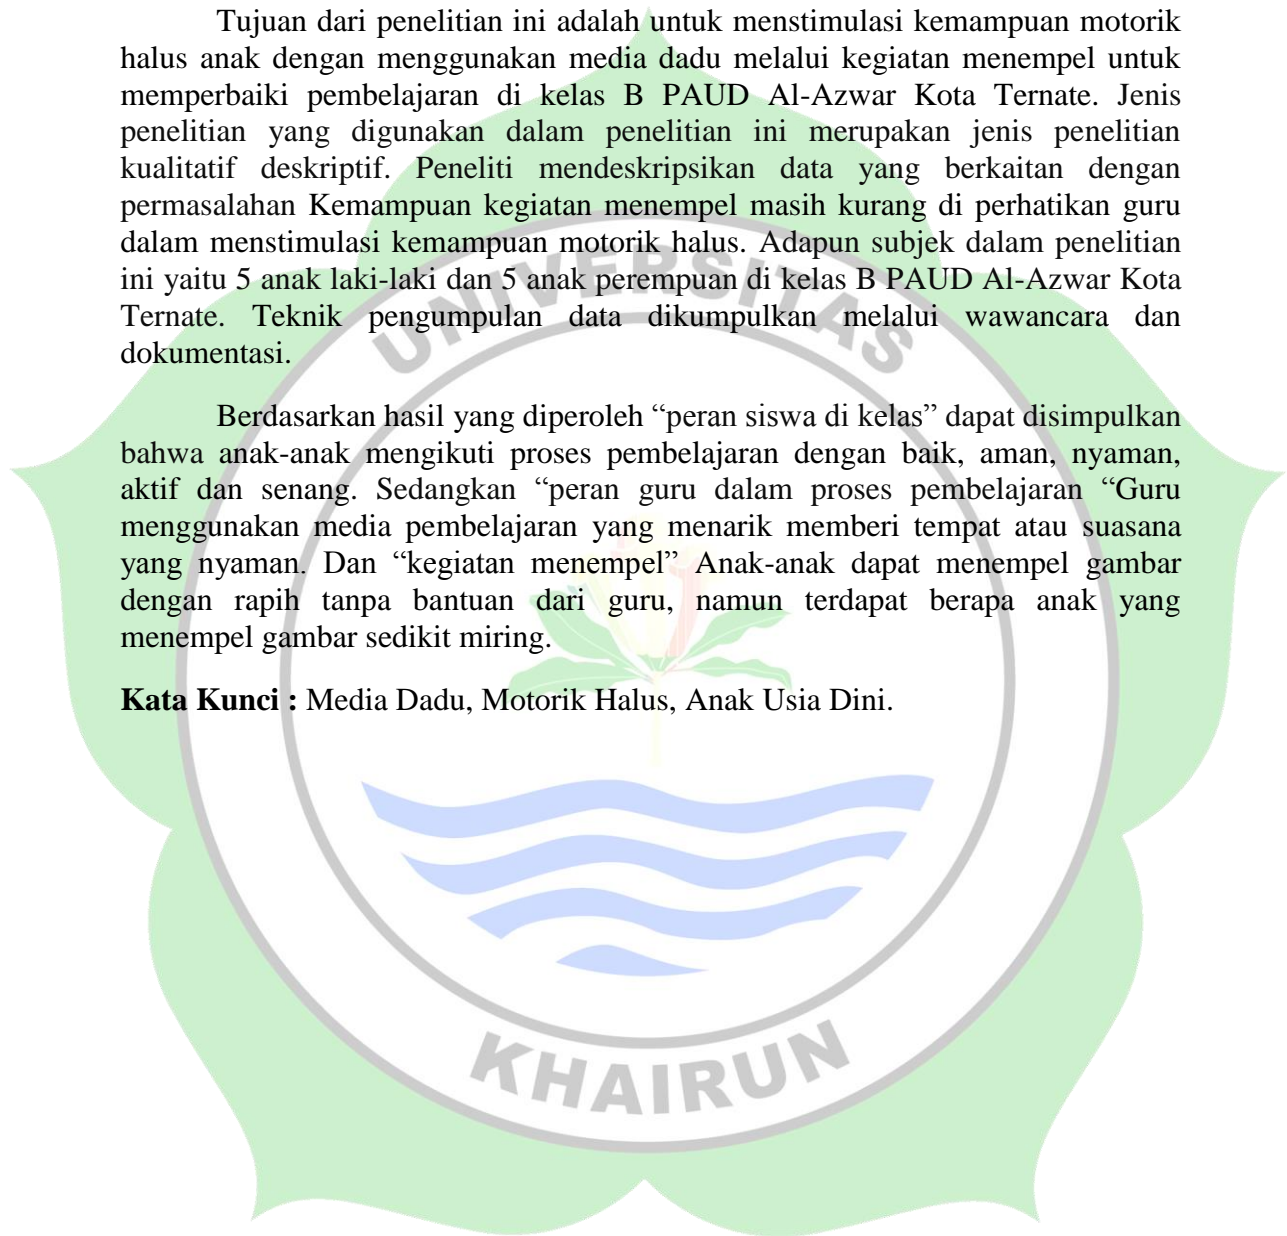 Tujuan dari penelitian ini adalah untuk menstimulasi kemampuan motorik
halus anak dengan menggunakan media dadu melalui kegiatan menempel untuk
memperbaiki pembelajaran di kelas B PAUD Al-Azwar Kota Ternate. Jenis
penelitian yang digunakan dalam penelitian ini merupakan jenis penelitian
kualitatif deskriptif. Peneliti mendeskripsikan data yang berkaitan dengan
permasalahan Kemampuan kegiatan menempel masih kurang di perhatikan guru
dalam menstimulasi kemampuan motorik halus. Adapun subjek dalam penelitian
ini yaitu 5 anak laki-laki dan 5 anak perempuan di kelas B PAUD Al-Azwar Kota
Ternate. Teknik pengumpulan data dikumpulkan melalui wawancara dan
dokumentasi.
Berdasarkan hasil yang diperoleh “peran siswa di kelas” dapat disimpulkan
bahwa anak-anak mengikuti proses pembelajaran dengan baik, aman, nyaman,
aktif dan senang. Sedangkan “peran guru dalam proses pembelajaran “Guru
menggunakan media pembelajaran yang menarik memberi tempat atau suasana
yang nyaman. Dan “kegiatan menempel” Anak-anak dapat menempel gambar
dengan rapih tanpa bantuan dari guru, namun terdapat berapa anak yang
menempel gambar sedikit miring.
Kata Kunci : Media Dadu, Motorik Halus, Anak Usia Dini.
UNIVERSITAS
KHAIRUN